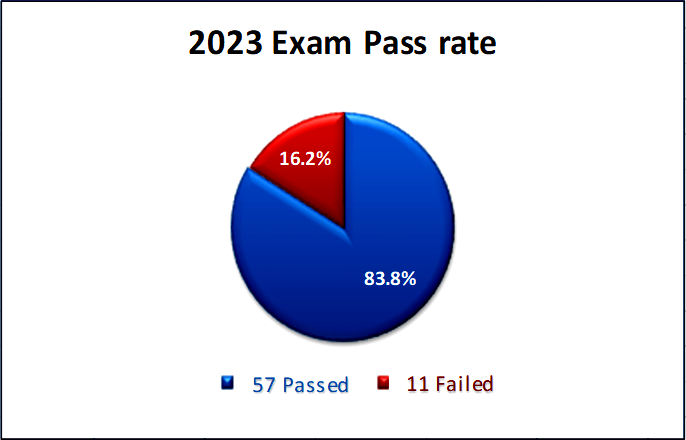 2023 Exam Pass rate
16.2%
83.8%
57 Passed 11 Failed